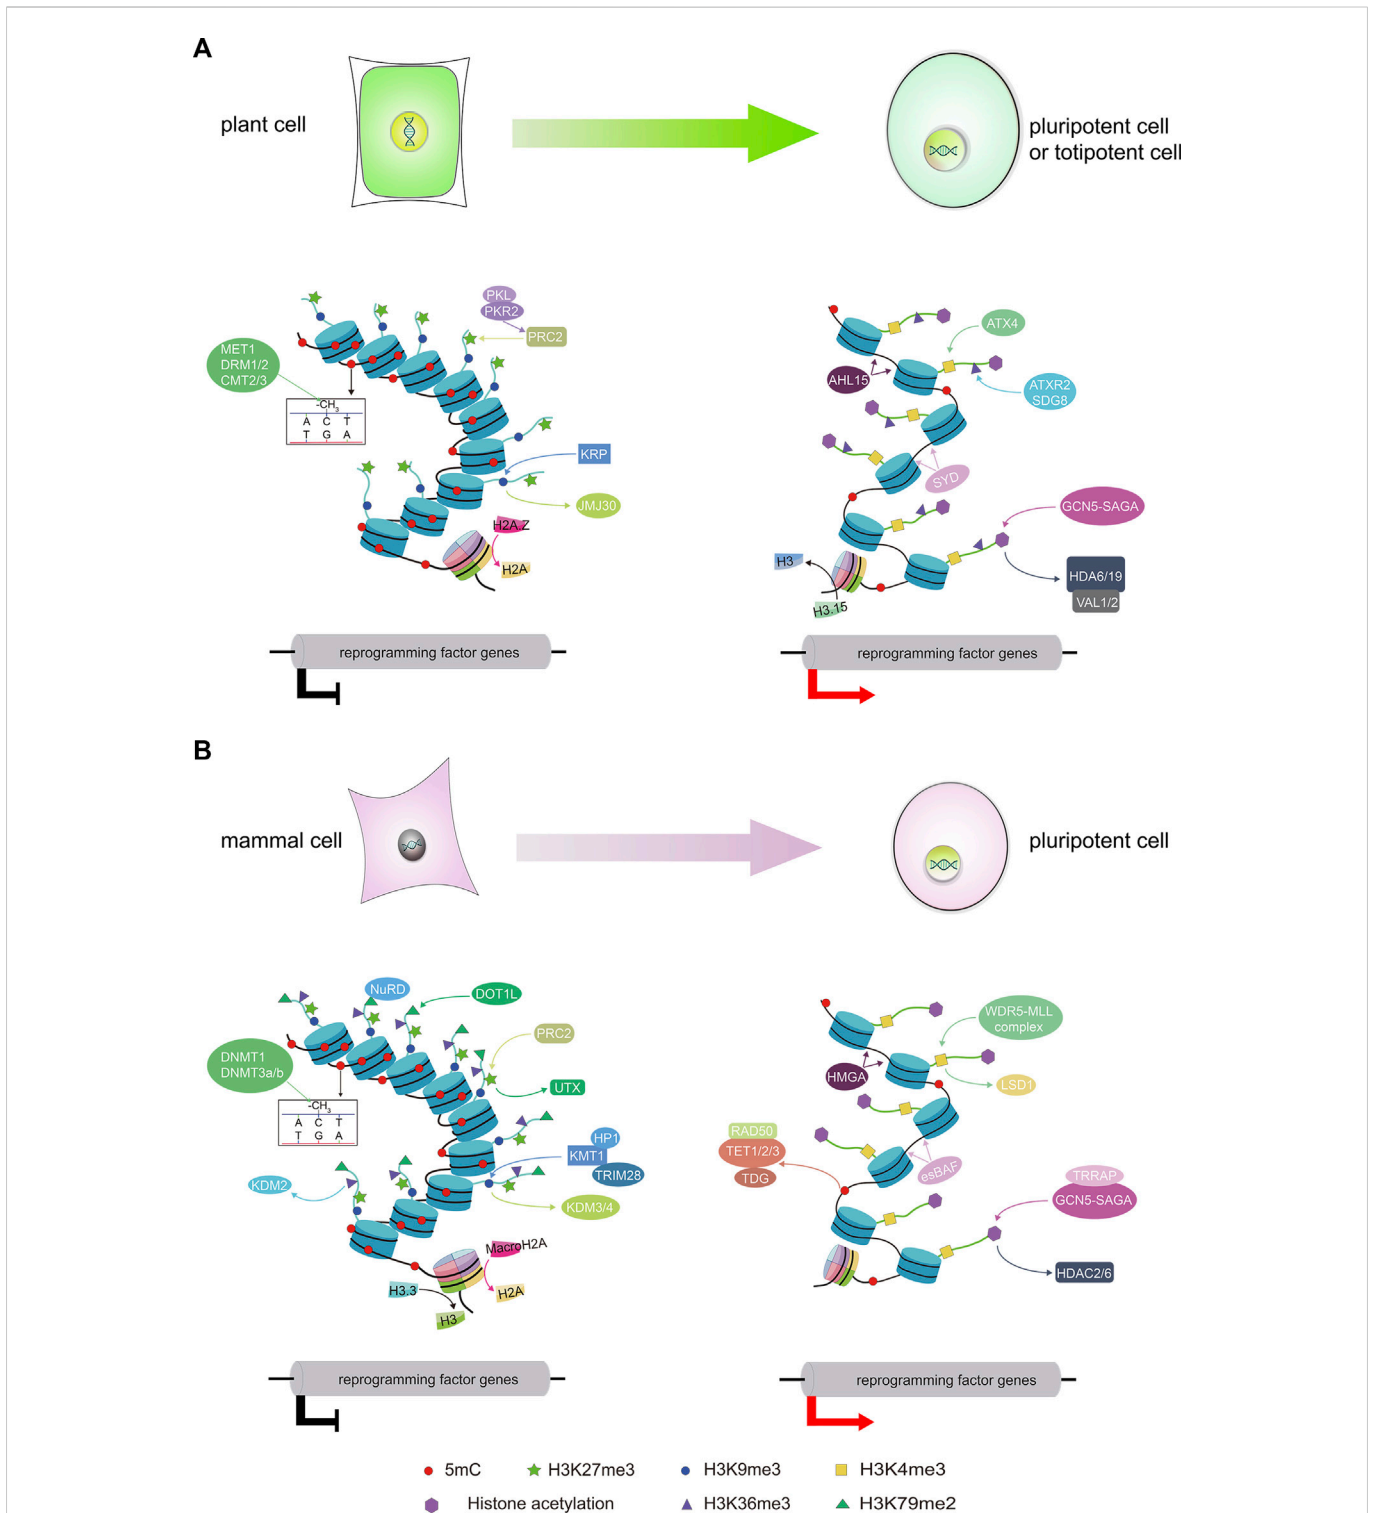 A
plant cell
pluripotent cell
or totipotent cell
PKL
PKR2
PRC2
MET1
DRM1/2
CMT2/3
-CH3
A C T
T G A
KRP
JMJ30
H2A.Z
H2A
ATX4
AHL15
ATXR2
SDG8
SYD
GCN5-SAGA
H3
HDA6/19
VAL1/2
H3.15
reprogramming factor genes
reprogramming factor genes
B
mammal cell
pluripotent cell
NuRD
DOT1L
PRC2
DNMT1
DNMT3a/b
UTX
-CH3
A C T
T G A
HP1
KMT1
TRIM28
KDM2
KDM3/4
MacroH2A
H3.3
H2A
H3
WDR5-MLL
complex
HMGA
LSD1
RAD50
TET1/2/3
TDG
esBAF
TRRAP
GCN5-SAGA
HDAC2/6
reprogramming factor genes
reprogramming factor genes
5mC
H3K27me3
H3K9me3
H3K4me3
Histone acetylation
H3K36me3
H3K79me2